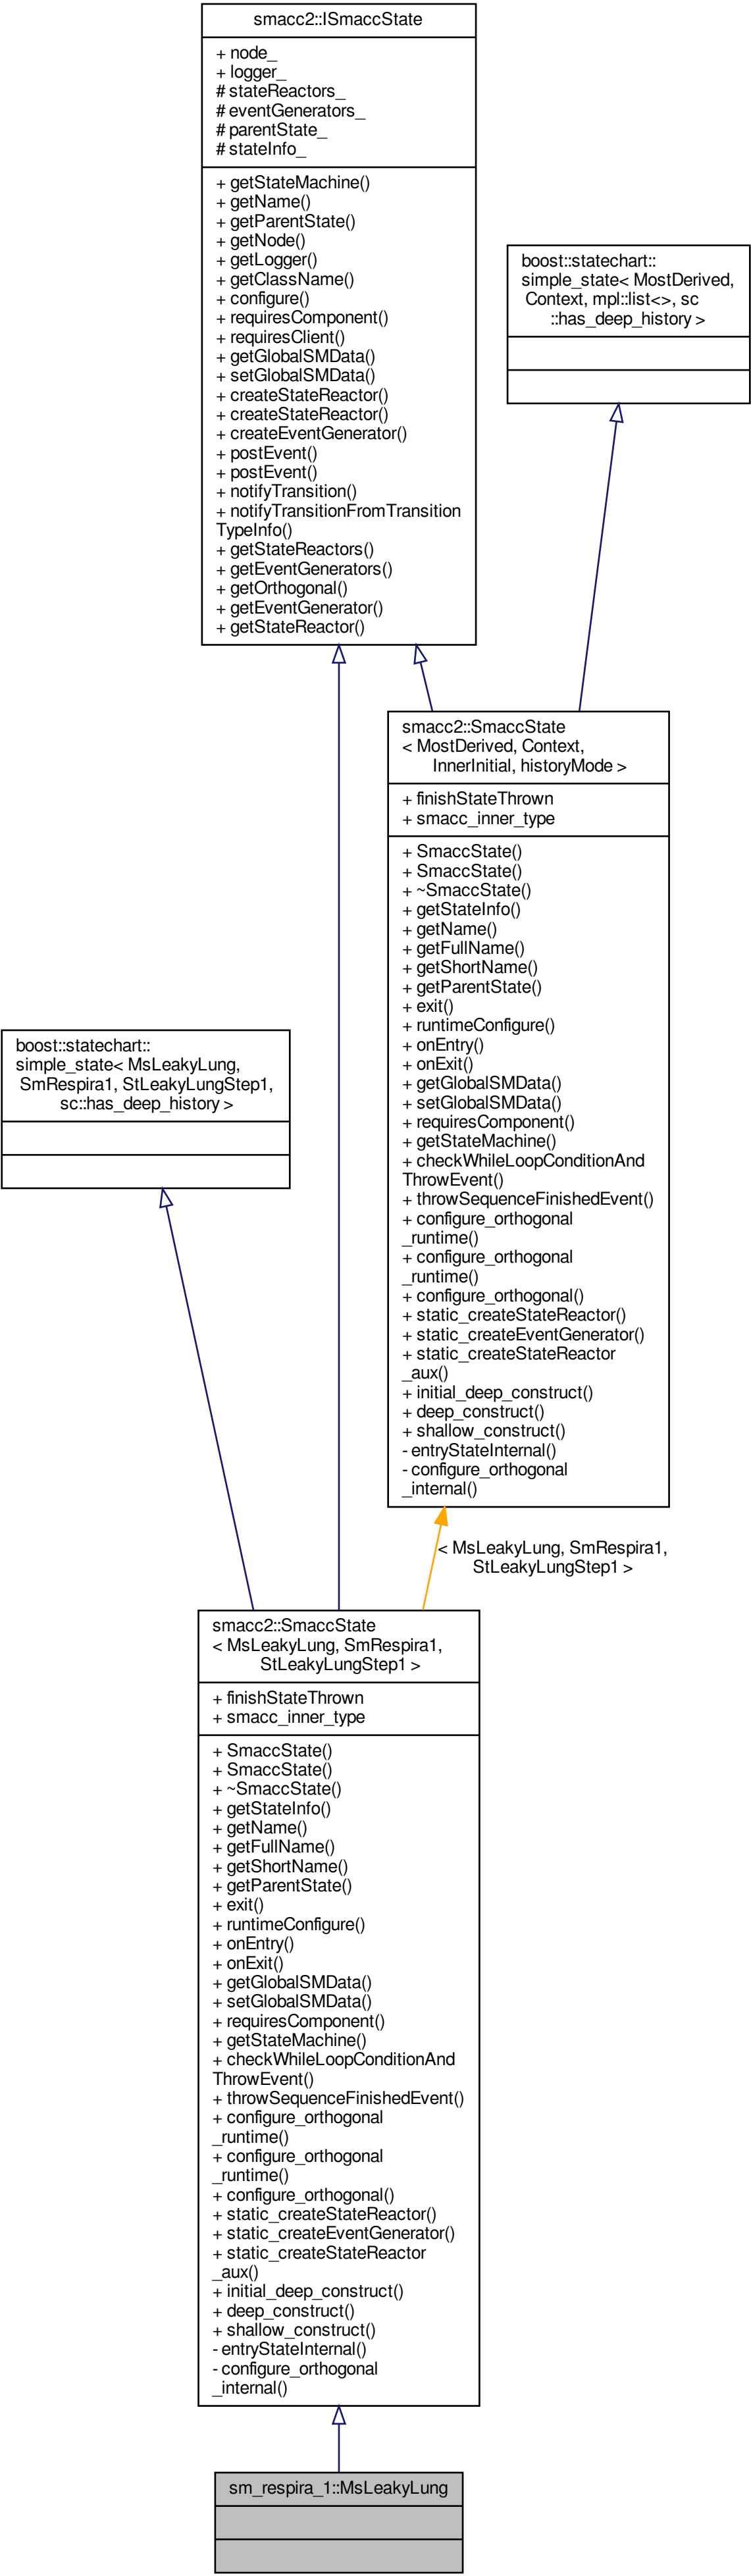 smacc2::ISmaccState
+ node_
+ logger_
# stateReactors_
# eventGenerators_
# parentState_
# stateInfo_
+ getStateMachine()
+ getName()
+ getParentState()
+ getNode()
+ getLogger()
+ getClassName()
+ configure()
+ requiresComponent()
+ requiresClient()
+ getGlobalSMData()
+ setGlobalSMData()
+ createStateReactor()
+ createStateReactor()
+ createEventGenerator()
+ postEvent()
+ postEvent()
+ notifyTransition()
+ notifyTransitionFromTransition
TypeInfo()
+ getStateReactors()
+ getEventGenerators()
+ getOrthogonal()
+ getEventGenerator()
+ getStateReactor()
boost::statechart::
simple_state< MostDerived,
Context, mpl::list<>, sc
::has_deep_history >
smacc2::SmaccState
< MostDerived, Context,
InnerInitial, historyMode >
+ finishStateThrown
+ smacc_inner_type
+ SmaccState()
+ SmaccState()
+ ~SmaccState()
+ getStateInfo()
+ getName()
+ getFullName()
+ getShortName()
+ getParentState()
+ exit()
+ runtimeConfigure()
+ onEntry()
+ onExit()
+ getGlobalSMData()
+ setGlobalSMData()
+ requiresComponent()
+ getStateMachine()
+ checkWhileLoopConditionAnd
ThrowEvent()
+ throwSequenceFinishedEvent()
+ configure_orthogonal
_runtime()
+ configure_orthogonal
_runtime()
+ configure_orthogonal()
+ static_createStateReactor()
+ static_createEventGenerator()
+ static_createStateReactor
_aux()
+ initial_deep_construct()
+ deep_construct()
+ shallow_construct()
- entryStateInternal()
- configure_orthogonal
_internal()
boost::statechart::
simple_state< MsLeakyLung,
SmRespira1, StLeakyLungStep1,
sc::has_deep_history >
< MsLeakyLung, SmRespira1,
StLeakyLungStep1 >
smacc2::SmaccState
< MsLeakyLung, SmRespira1,
StLeakyLungStep1 >
+ finishStateThrown
+ smacc_inner_type
+ SmaccState()
+ SmaccState()
+ ~SmaccState()
+ getStateInfo()
+ getName()
+ getFullName()
+ getShortName()
+ getParentState()
+ exit()
+ runtimeConfigure()
+ onEntry()
+ onExit()
+ getGlobalSMData()
+ setGlobalSMData()
+ requiresComponent()
+ getStateMachine()
+ checkWhileLoopConditionAnd
ThrowEvent()
+ throwSequenceFinishedEvent()
+ configure_orthogonal
_runtime()
+ configure_orthogonal
_runtime()
+ configure_orthogonal()
+ static_createStateReactor()
+ static_createEventGenerator()
+ static_createStateReactor
_aux()
+ initial_deep_construct()
+ deep_construct()
+ shallow_construct()
- entryStateInternal()
- configure_orthogonal
_internal()
sm_respira_1::MsLeakyLung